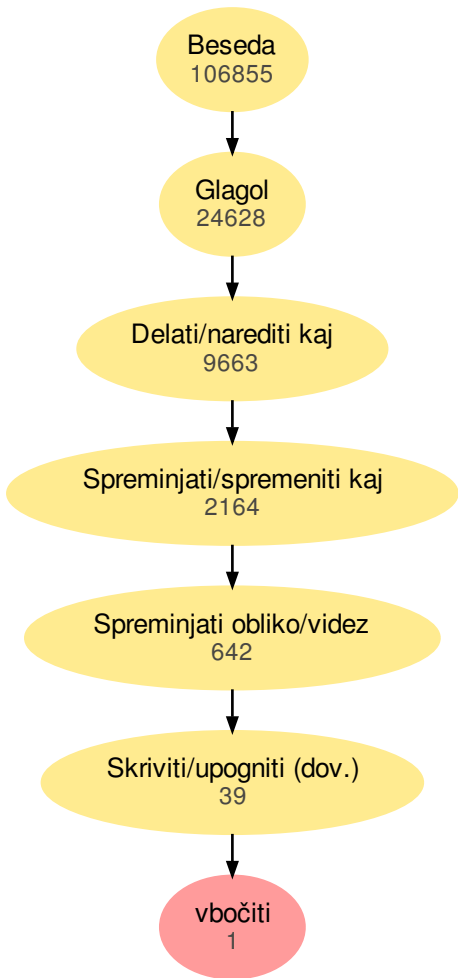 Beseda
106855
Glagol
24628
Delati/narediti kaj
9663
Spreminjati/spremeniti kaj
2164
Spreminjati obliko/videz
642
Skriviti/upogniti (dov.)
39
vbočiti
1